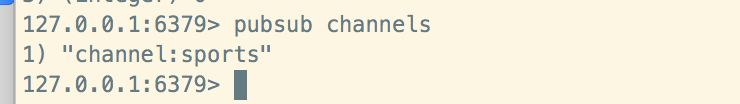 127.0.0.1:6379> pubsub channels
1) "channel:sports"
127.0.0.1:6379>